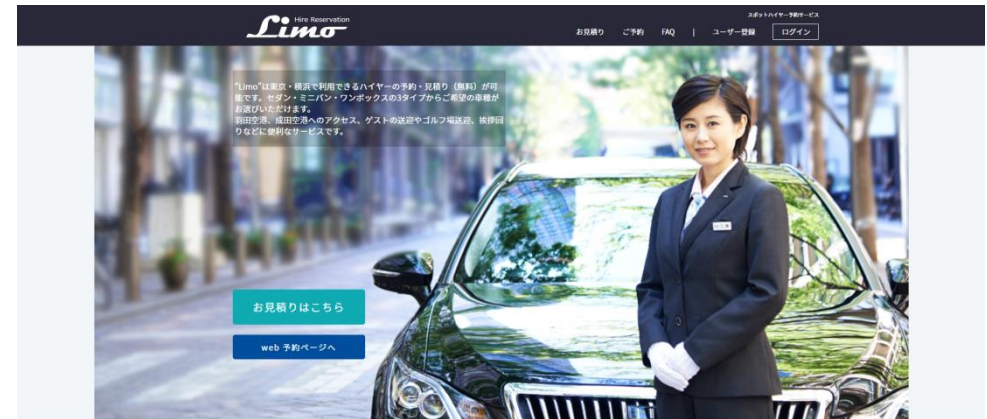 Limo
Hire Reservation
スポットハイヤー予約サービス
お見積り ご予約 FAQ | ユーザー登録 ログイン
"Limo"は東京・横浜で利用できるハイヤーの予約・見積り（無料）が可
能です。セダン・ミニバン・ワンボックスの3タイプからご希望の車種が
お選びいただけます。
羽田空港、成田空港へのアクセス、ゲストの送迎やゴルフ場送迎、挨拶回
りなどに便利なサービスです。
お見積りはこちら
web 予約ページへ